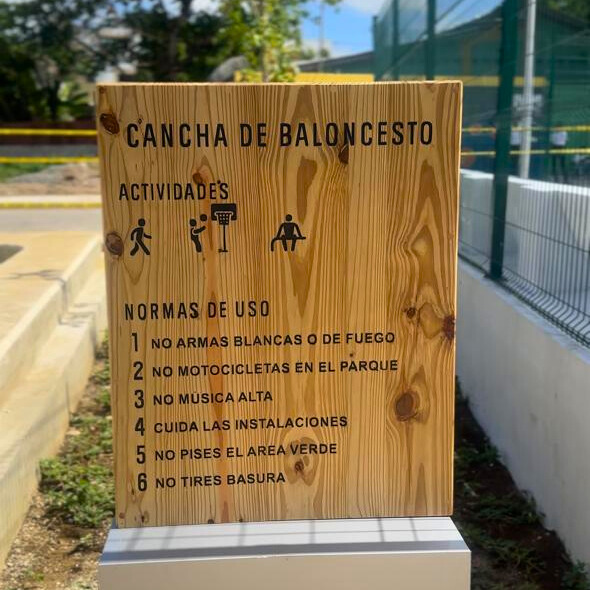 CANCHA DE BALONCESTO
ACTIVIDADES
NORMAS DE USO
1 NO ARMAS BLANCAS O DE FUEGO
2 NO MOTOCICLETAS EN EL PARQUE
3 NO MUSICA ALTA
4 CUIDA LAS INSTALACIONES
5 NO PISES EL AREA VERDE
6 NO TIRES BASURA